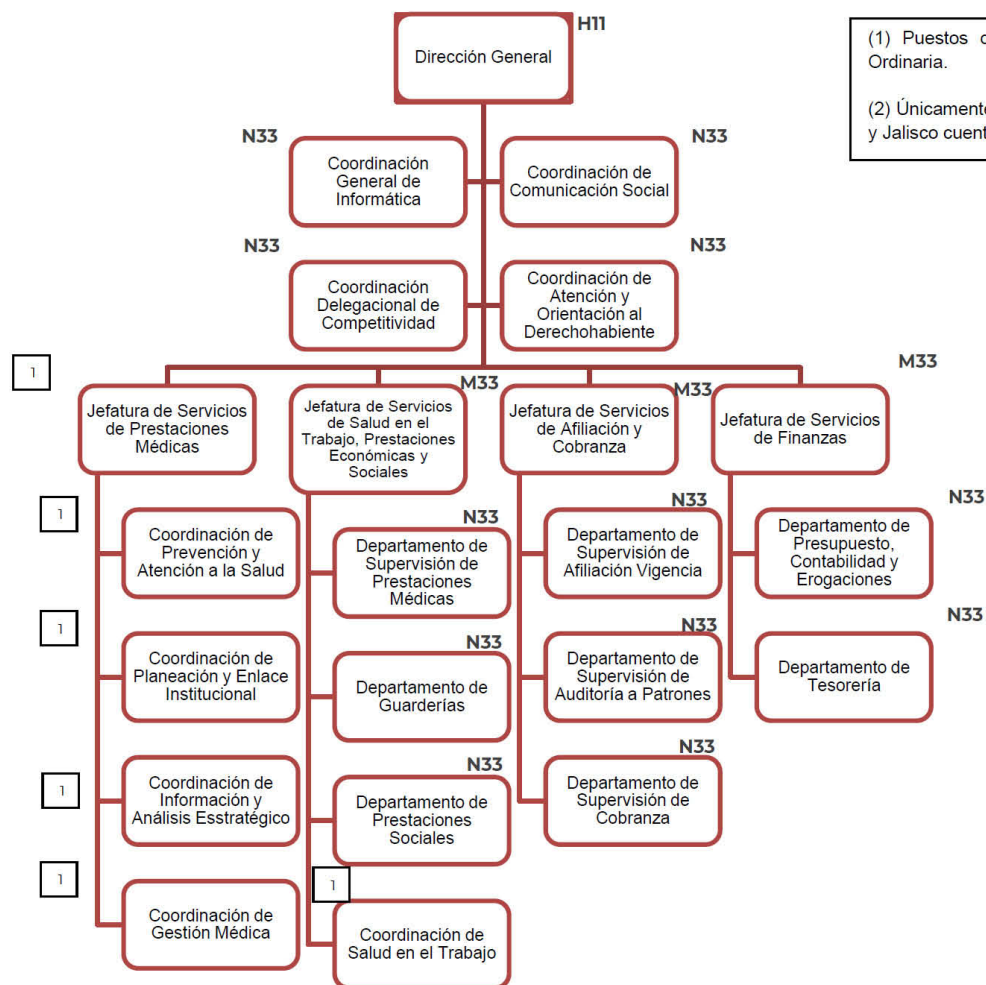 H11
Dirección General
(1) Puestos
Ordinaria.
(2) Únicamente
y Jalisco
N33
Coordinación
General de
Informática
N33
Coordinación de
Comunicación Social
N33
Coordinación
Delegacional de
Competitividad
N33
Coordinación de
Atención y
Orientación al
Derechohabiente
1
Jefatura de Servicios
de Prestaciones
Médicas
M33
Jefatura de Servicios
de Salud en el
Trabajo, Prestaciones
Económicas y
Sociales
M33
Jefatura de Servicios
de Afiliación y
Cobranza
M33
Jefatura de Servicios
de Finanzas
1
Coordinación de
Prevención y
Atención a la Salud
1
Coordinación de
Planeación y Enlace
Institucional
1
Coordinación de
Información y
Análisis Esstratégico
1
Coordinación de
Gestión Médica
N33
Departamento de
Supervisión de
Prestaciones
Médicas
N33
Departamento de
Guarderías
N33
Departamento de
Prestaciones
Sociales
1
Coordinación de
Salud en el Trabajo
N33
Departamento de
Supervisión de
Afiliación Vigencia
N33
Departamento de
Supervisión de
Auditoría a Patrones
N33
Departamento de
Supervisión de
Cobranza
N33
Departamento de
Presupuesto,
Contabilidad y
Erogaciones
N33
Departamento de
Tesorería